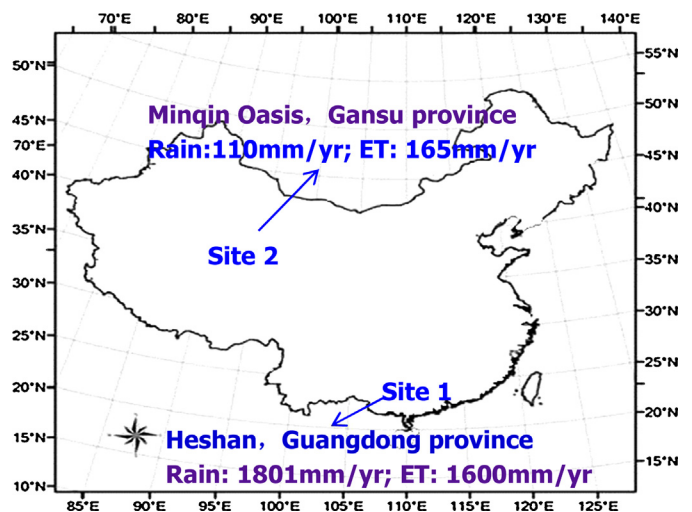 70°E 80°E 90°E 100°E 110°E 120°E 130°E 140°E
50°N
45°N
70°E
40°N
35°N
30°N
25°N
20°N
15°N
10°N
55°N
50°N
45°N
40°N
35°N
30°N
25°N
20°N
15°N
Minqin Oasis，Gansu province
Rain:110mm/yr; ET: 165mm/yr
Site 2
Site 1
Heshan，Guangdong province
Rain: 1801mm/yr; ET: 1600mm/yr
85°E 90°E 95°E 100°E 105°E 110°E 115°E 120°E 125°E